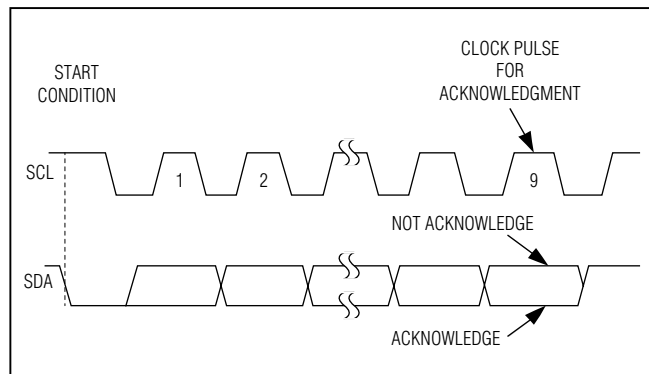 START
CONDITION
CLOCK PULSE
FOR
ACKNOWLEDGMENT
SCL
1
2
9
NOT ACKNOWLEDGE
SDA
ACKNOWLEDGE